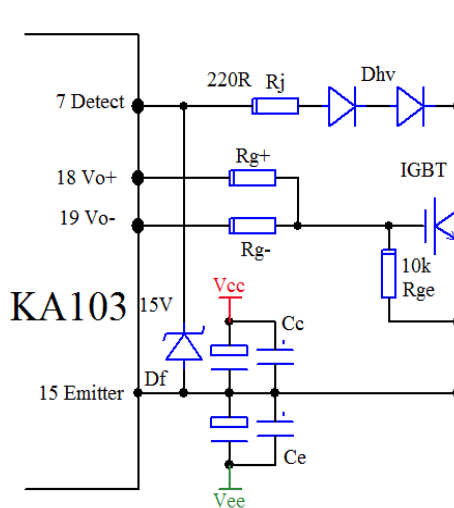 220R Rj Dhv
7 Detect
Rg+
18 Vo+
IGBT
19 Vo-
Rg-
10k
Rge
Vcc
KA103
15V
Cc
Df
15 Emitter
Ce
Vee